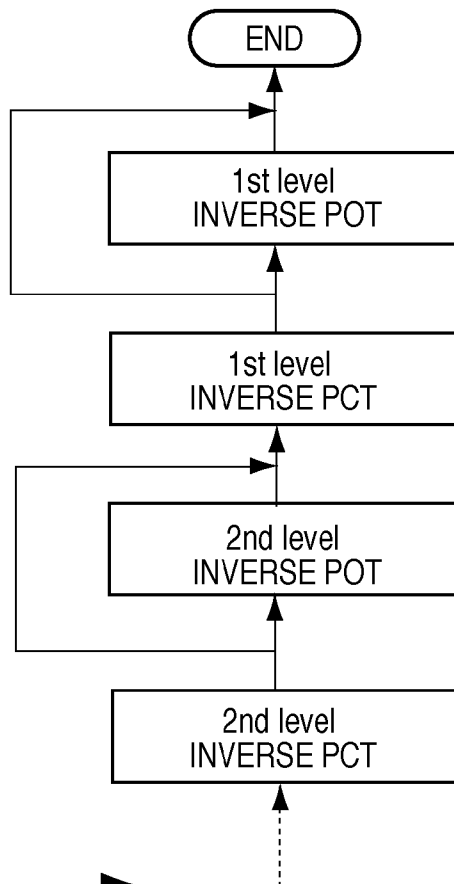 END
1st level
INVERSE POT
1st level
INVERSE PCT
2nd level
INVERSE POT
2nd level
INVERSE PCT